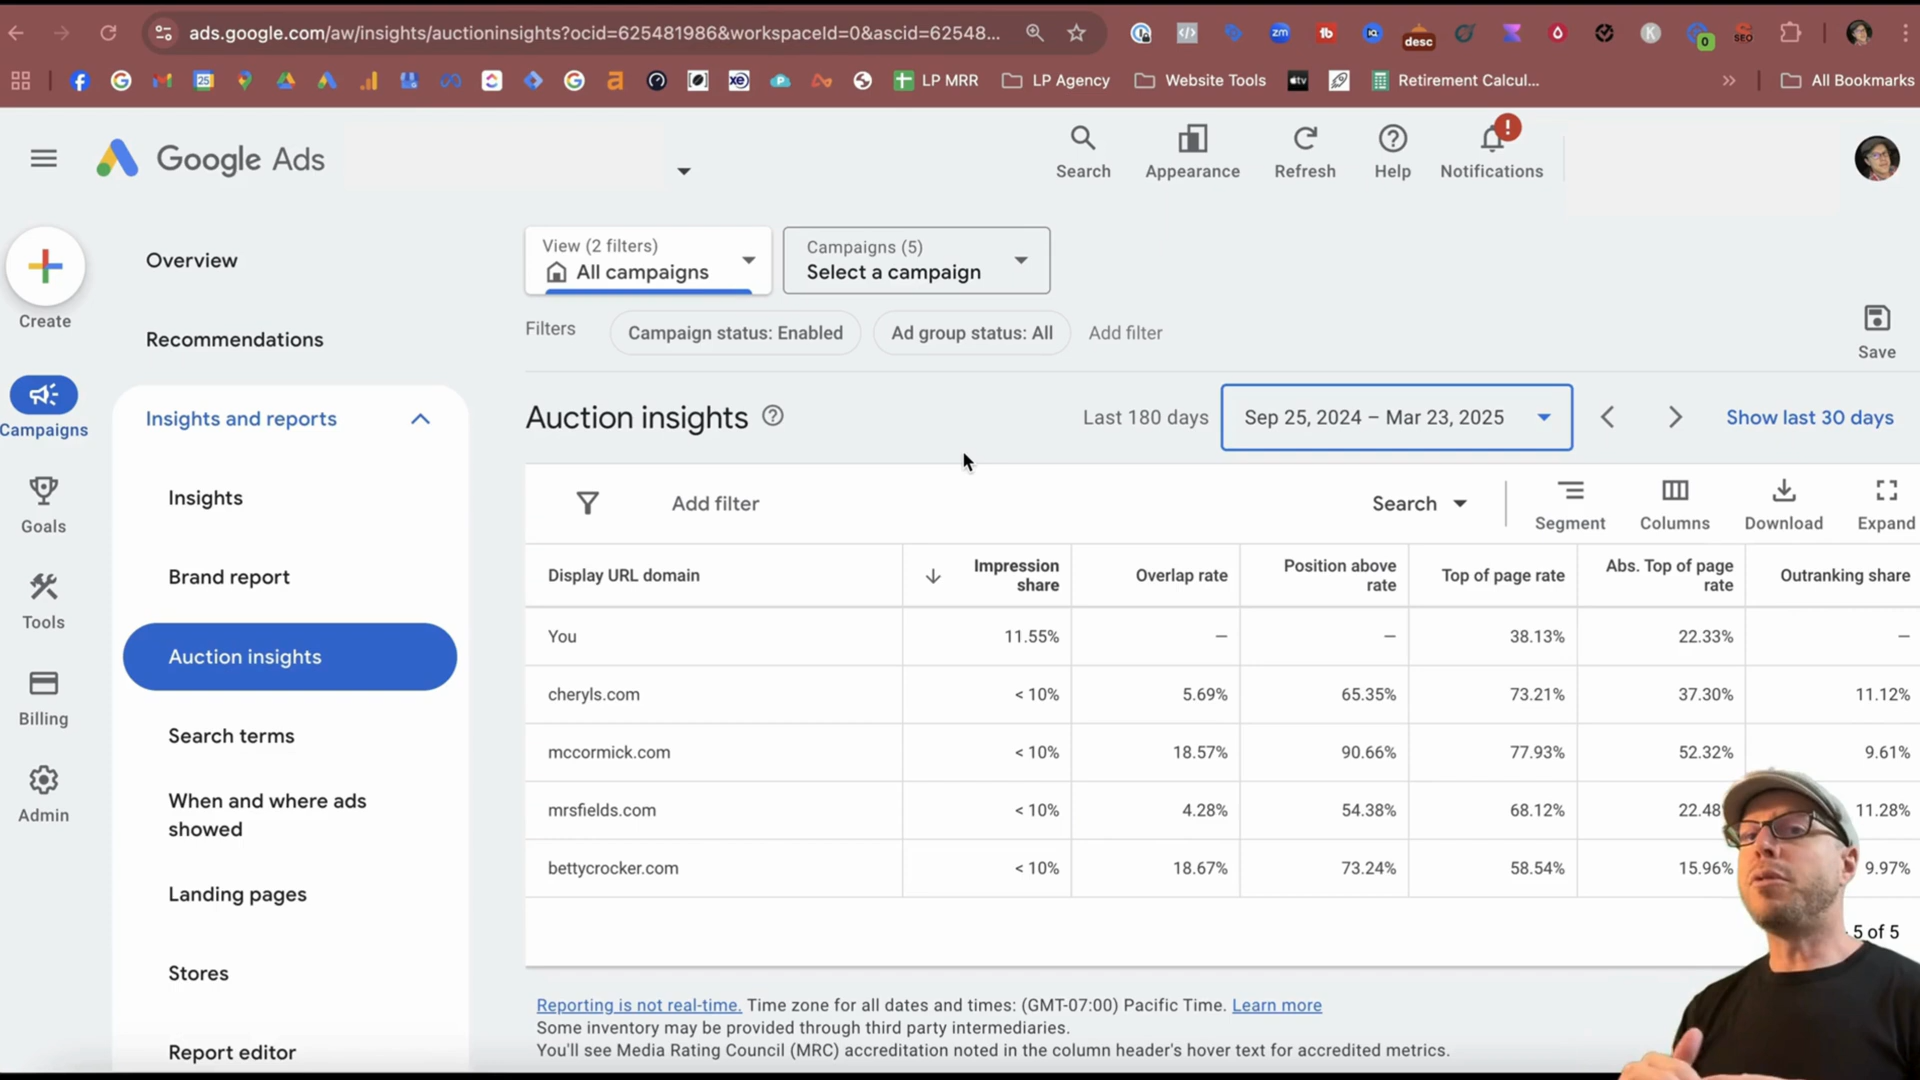 ads.google.com/aw/insights/auctioninsights?ocid=625481986&workspaceId=0&ascid=62548...
1b
zm
desc
K
0
SEO
25
xe
LP MRR
LP Agency
Website Tools
tv
Retirement Calcul...
»
All Bookmarks
Google Ads
Search
Appearance
Refresh
Help
Notifications
!
Create
Campaigns
Goals
Tools
Billing
Admin
Overview
Recommendations
Insights and reports
Insights
Brand report
Auction insights
Search terms
When and where ads
showed
Landing pages
Stores
Report editor
View (2 filters)
All campaigns
Campaigns (5)
Select a campaign
Filters
Campaign status: Enabled
Ad group status: All
Add filter
Save
Auction insights
Last 180 days
Sep 25, 2024 – Mar 23, 2025
Show last 30 days
Add filter
Search
Segment
Columns
Download
Expand
Display URL domain Impression share Overlap rate Position above rate Top of page rate Abs. Top of page rate Outranking share
You 11.55% — — 38.13% 22.33% —
cheryls.com < 10% 5.69% 65.35% 73.21% 37.30% 11.12%
mccormick.com < 10% 18.57% 90.66% 77.93% 52.32% 9.61%
mrsfields.com < 10% 4.28% 54.38% 68.12% 22.48 11.28%
bettycrocker.com < 10% 18.67% 73.24% 58.54% 15.96% 9.97%
5 of 5
Reporting is not real-time. Time zone for all dates and times: (GMT-07:00) Pacific Time. Learn more
Some inventory may be provided through third party intermediaries.
You'll see Media Rating Council (MRC) accreditation noted in the column header's hover text for accredited metrics.